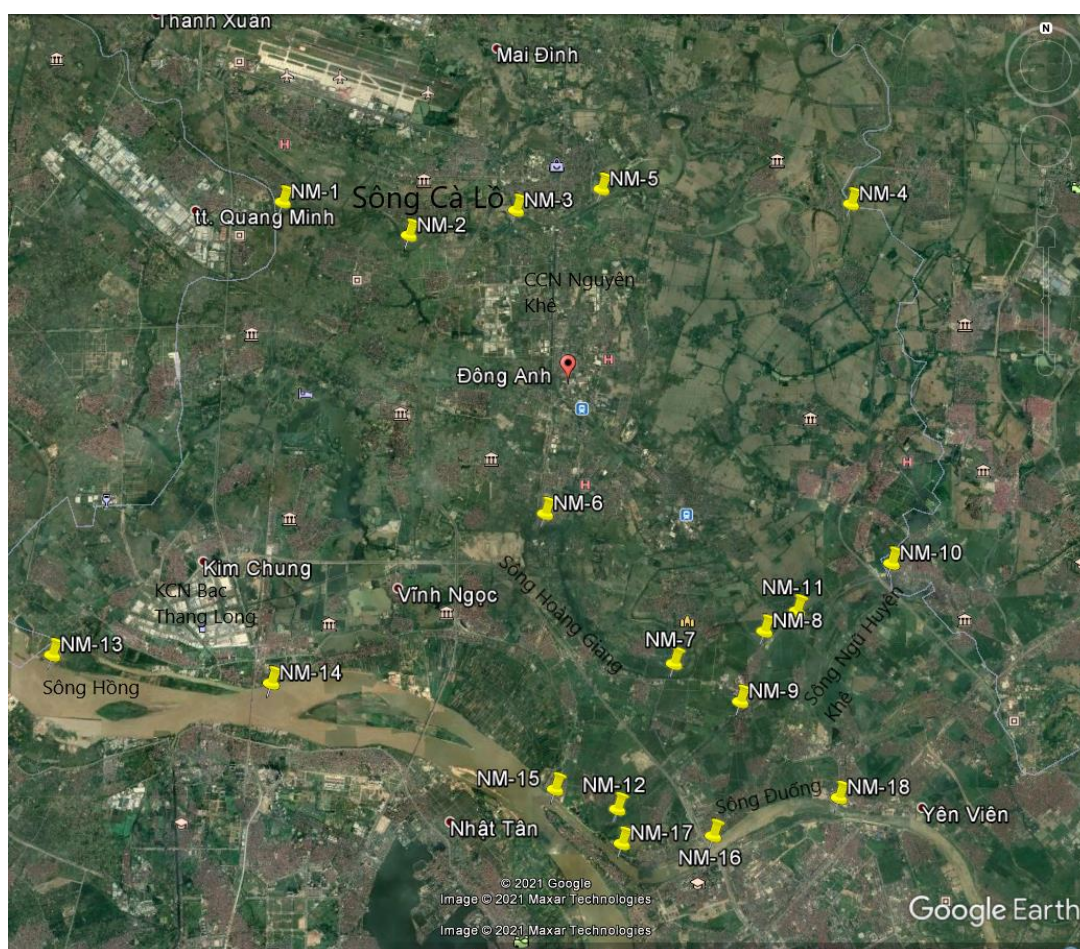 Thanh Xuân
N
Mai Đình
NM-1
Sông Cà Lồ
NM-3
NM-5
NM-4
tt. Quang Minh
NM-2
CCN Nguyên
Khê
Đông Anh
NM-6
Sông Hoàng Giang
NM-10
Kim Chung
KCN Bac
Thang Long
Vĩnh Ngọc
NM-11
NM-8
NM-7
Sông Ngũ Huyện
Khê
NM-13
Sông Hồng
NM-14
NM-9
NM-15
NM-12
Sông Đuống
NM-18
Yên Viên
Nhật Tân
NM-17
NM-16
© 2021 Google
Image © 2021 Maxar Technologies
Image © 2021 Maxar Technologies
Google Earth